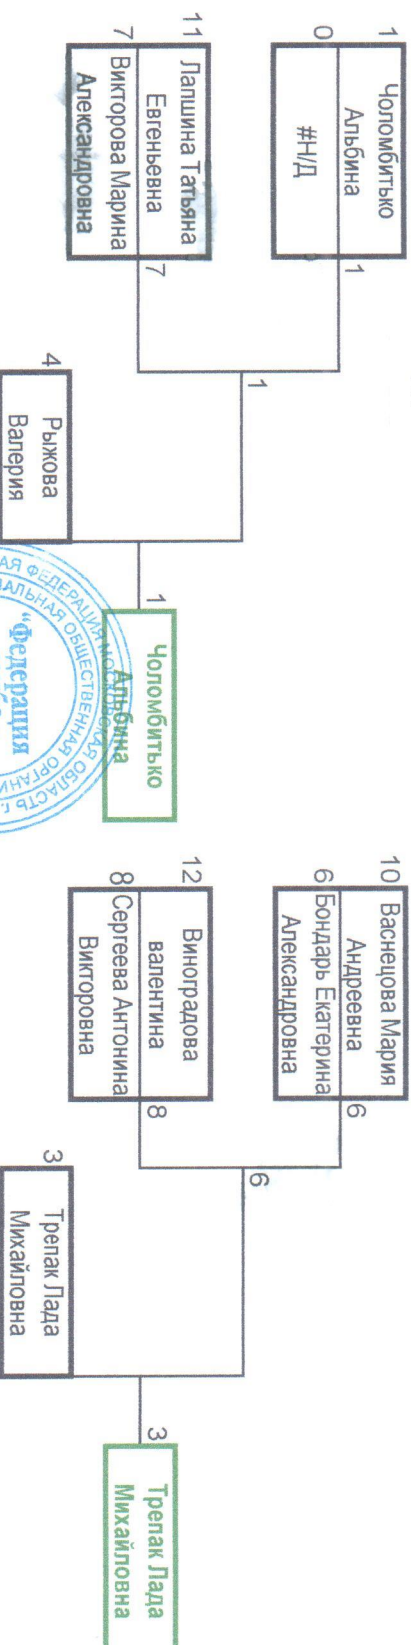 1
Чоломбитько
Альбина
0
#Н/Д
1
11
Лапшина Татьяна
Евгеньевна
7
Викторова Марина
Александровна
7
1
4
Рыжова
Валерия
1
Чоломбитько
Альбина
"Федерация
10
Васнецова Мария
Андреевна
6
Бондарь Екатерина
Александровна
6
12
Виноградова
валентина
8
Сергеева Антонина
Викторовна
8
6
3
Трепак Лада
Михайловна
3
Трепак Лада
Михайловна